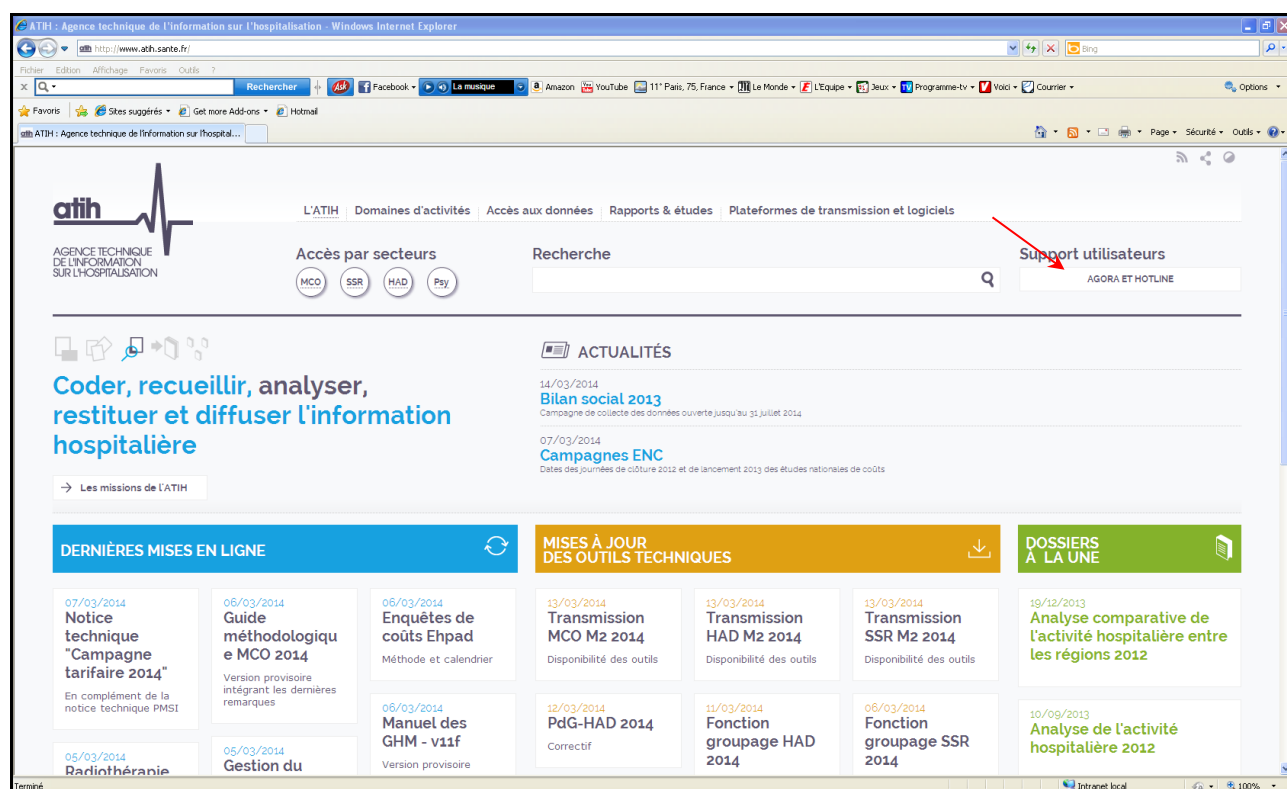 ATIH : Agence technique de l'information sur l'hospitalisation - Windows Internet Explorer
http://www.atih.sante.fr/
Bing
Fichier Edition Affichage Favoris Outils ?
Rechercher Facebook La musique Amazon YouTube 11° Paris, 75, France Le Monde L'Equipe Jeux Programme-tv Voici Courrier Options
Favoris Sites suggérés Get more Add-ons Hotmail
ATIH : Agence technique de l'information sur l'hospital...
Page Sécurité Outils
atih
AGENCE TECHNIQUE
DE L'INFORMATION
SUR L'HOSPITALISATION
L'ATIH Domaines d'activités Accès aux données Rapports & études Plateformes de transmission et logiciels
Accès par secteurs
MCO SSR HAD Psy
Recherche
Support utilisateurs
AGORA ET HOTLINE
Coder, recueillir, analyser,
restituer et diffuser l'information
hospitalière
→ Les missions de l'ATIH
ACTUALITÉS
14/03/2014
Bilan social 2013
Campagne de collecte des données ouverte jusqu'au 31 juillet 2014
07/03/2014
Campagnes ENC
Dates des journées de clôture 2012 et de lancement 2013 des études nationales de coûts
DERNIÈRES MISES EN LIGNE
07/03/2014
Notice
technique
"Campagne
tarifaire 2014"
En complément de la
notice technique PMSI
05/03/2014
Radiothérapie
06/03/2014
Guide
méthodologiqu
e MCO 2014
Version provisoire
intégrant les dernières
remarques
05/03/2014
Gestion du
06/03/2014
Enquêtes de
coûts Ehpad
Méthode et calendrier
06/03/2014
Manuel des
GHM - v11f
Version provisoire
MISES À JOUR
DES OUTILS TECHNIQUES
13/03/2014
Transmission
MCO M2 2014
Disponibilité des outils
12/03/2014
PdG-HAD 2014
Correctif
13/03/2014
Transmission
HAD M2 2014
Disponibilité des outils
11/03/2014
Fonction
groupage HAD
2014
13/03/2014
Transmission
SSR M2 2014
Disponibilité des outils
06/03/2014
Fonction
groupage SSR
2014
DOSSIERS
À LA UNE
19/12/2013
Analyse comparative de
l'activité hospitalière entre
les régions 2012
10/09/2013
Analyse de l'activité
hospitalière 2012
Terminé
Intranet local
100%